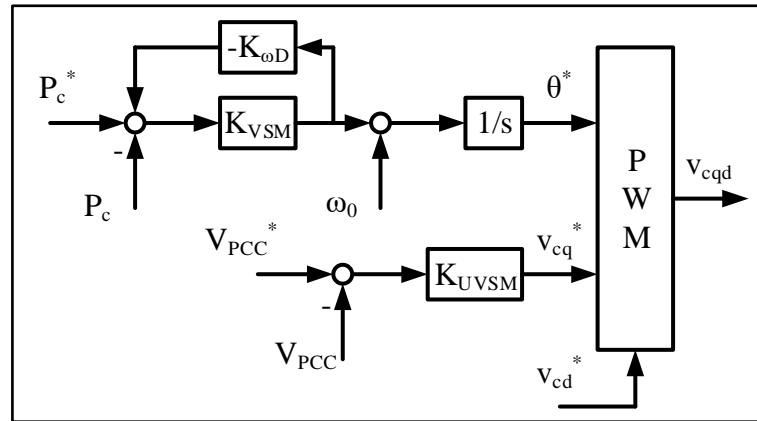 -K_ωD
P_c^*
K_VSM
1/s
θ^*
-
P_c
ω_0
P
W
M
v_cqd
V_PCC^*
K_UVSM
v_cq^*
-
V_PCC
v_cd^*